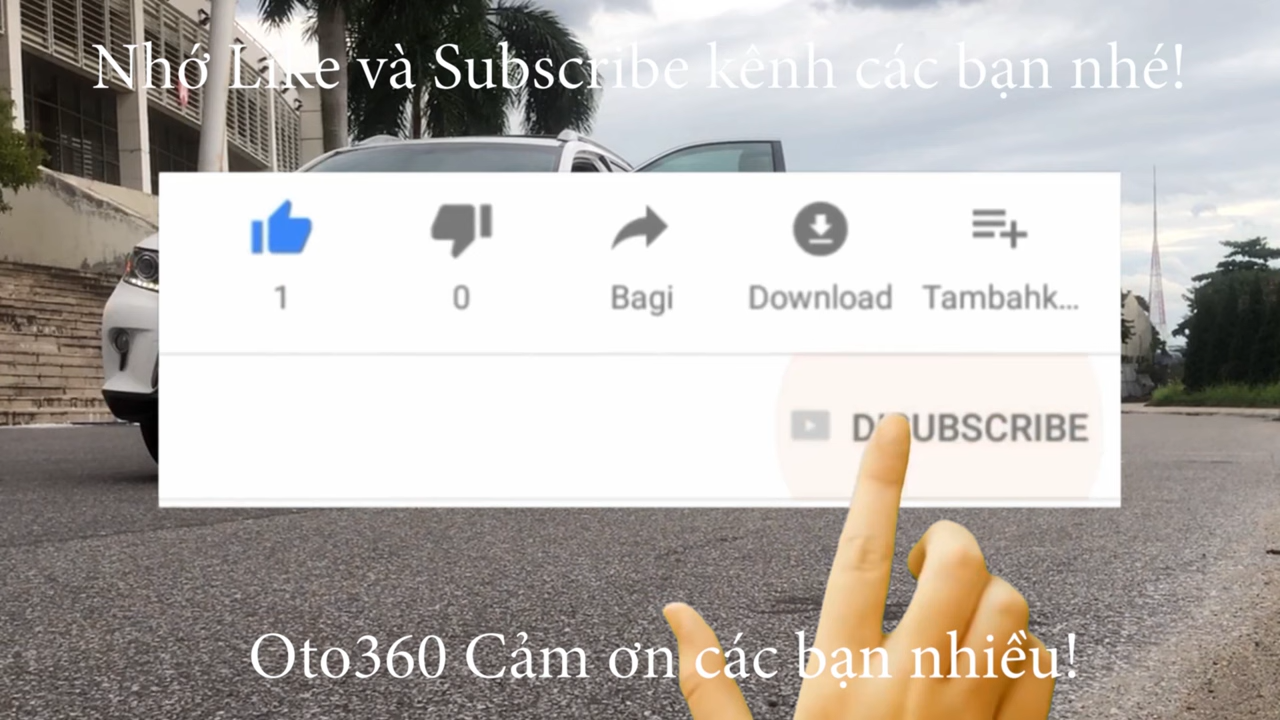 Nhớ Like và Subscribe kênh các bạn nhé!
1 0 Bagi Download Tambahk...
Oto360 Cảm ơn các bạn nhiều!